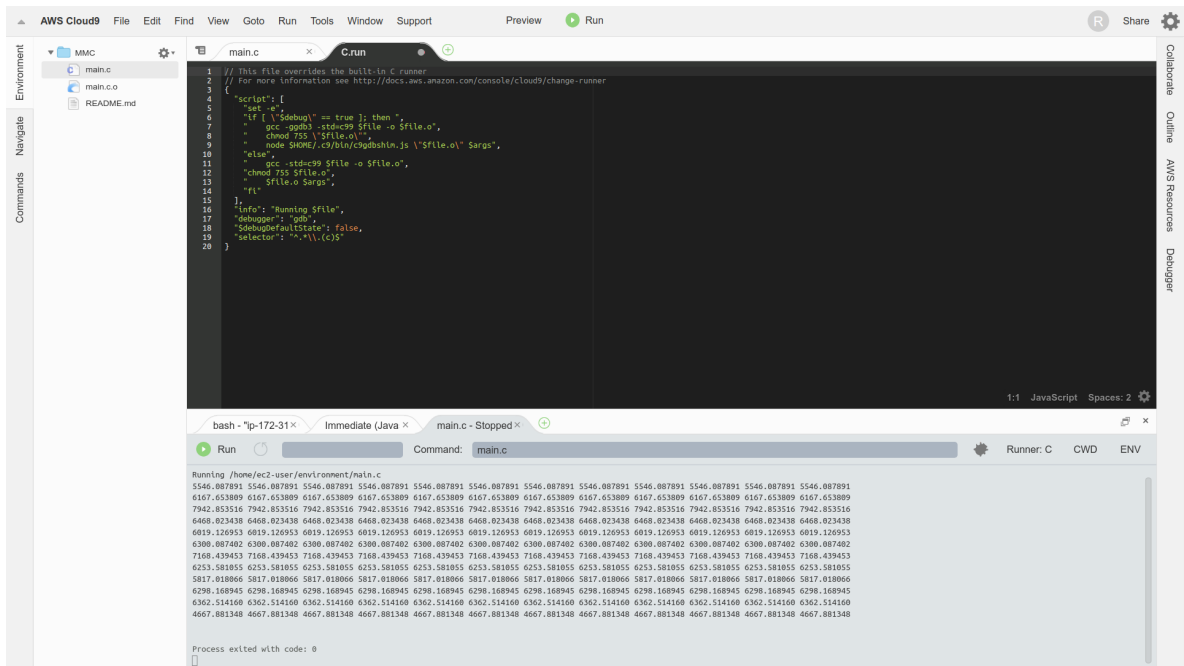 AWS Cloud9 File Edit Find View Goto Run Tools Window Support Preview Run R Share
Environment
Navigate
Commands
MMC
main.c
main.c.o
README.md
main.c × C.run
1 // This file overrides the built-in C runner
2 // For more information see http://docs.aws.amazon.com/console/cloud9/change-runner
3 {
4 "script": [
5 "set -e",
6 "if [ \"$debug\" == true ]; then ",
7 " gcc -ggdb3 -std=c99 $file -o $file.o",
8 " chmod 755 \"$file.o\"",
9 " node $HOME/.c9/bin/c9gdbshim.js \"$file.o\" $args",
10 "else",
11 " gcc -std=c99 $file -o $file.o",
12 "chmod 755 $file.o",
13 " $file.o $args",
14 "fi"
15 ],
16 "info": "Running $file",
17 "debugger": "gdb",
18 "$debugDefaultState": false,
19 "selector": "^.*\\.(c)$"
20 }
1:1 JavaScript Spaces: 2
Collaborate
Outline
AWS Resources
Debugger
bash - "ip-172-31 × Immediate (Java × main.c - Stopped ×
Run Command: main.c Runner: C CWD ENV
Running /home/ec2-user/environment/main.c
5546.087891 5546.087891 5546.087891 5546.087891 5546.087891 5546.087891 5546.087891 5546.087891 5546.087891 5546.087891 5546.087891 5546.087891
6167.653809 6167.653809 6167.653809 6167.653809 6167.653809 6167.653809 6167.653809 6167.653809 6167.653809 6167.653809 6167.653809 6167.653809
7942.853516 7942.853516 7942.853516 7942.853516 7942.853516 7942.853516 7942.853516 7942.853516 7942.853516 7942.853516 7942.853516 7942.853516
6468.023438 6468.023438 6468.023438 6468.023438 6468.023438 6468.023438 6468.023438 6468.023438 6468.023438 6468.023438 6468.023438 6468.023438
6019.126953 6019.126953 6019.126953 6019.126953 6019.126953 6019.126953 6019.126953 6019.126953 6019.126953 6019.126953 6019.126953 6019.126953
6300.087402 6300.087402 6300.087402 6300.087402 6300.087402 6300.087402 6300.087402 6300.087402 6300.087402 6300.087402 6300.087402 6300.087402
7168.439453 7168.439453 7168.439453 7168.439453 7168.439453 7168.439453 7168.439453 7168.439453 7168.439453 7168.439453 7168.439453 7168.439453
6253.581055 6253.581055 6253.581055 6253.581055 6253.581055 6253.581055 6253.581055 6253.581055 6253.581055 6253.581055 6253.581055 6253.581055
5817.018066 5817.018066 5817.018066 5817.018066 5817.018066 5817.018066 5817.018066 5817.018066 5817.018066 5817.018066 5817.018066 5817.018066
6298.168945 6298.168945 6298.168945 6298.168945 6298.168945 6298.168945 6298.168945 6298.168945 6298.168945 6298.168945 6298.168945 6298.168945
6362.514160 6362.514160 6362.514160 6362.514160 6362.514160 6362.514160 6362.514160 6362.514160 6362.514160 6362.514160 6362.514160 6362.514160
4667.881348 4667.881348 4667.881348 4667.881348 4667.881348 4667.881348 4667.881348 4667.881348 4667.881348 4667.881348 4667.881348 4667.881348
Process exited with code: 0